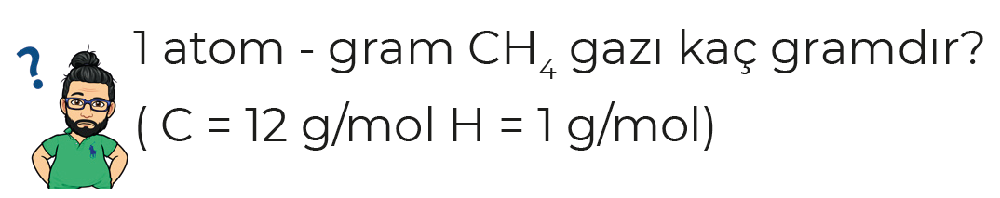 1 atom - gram CH₄ gazı kaç gramdır?
( C = 12 g/mol H = 1 g/mol)